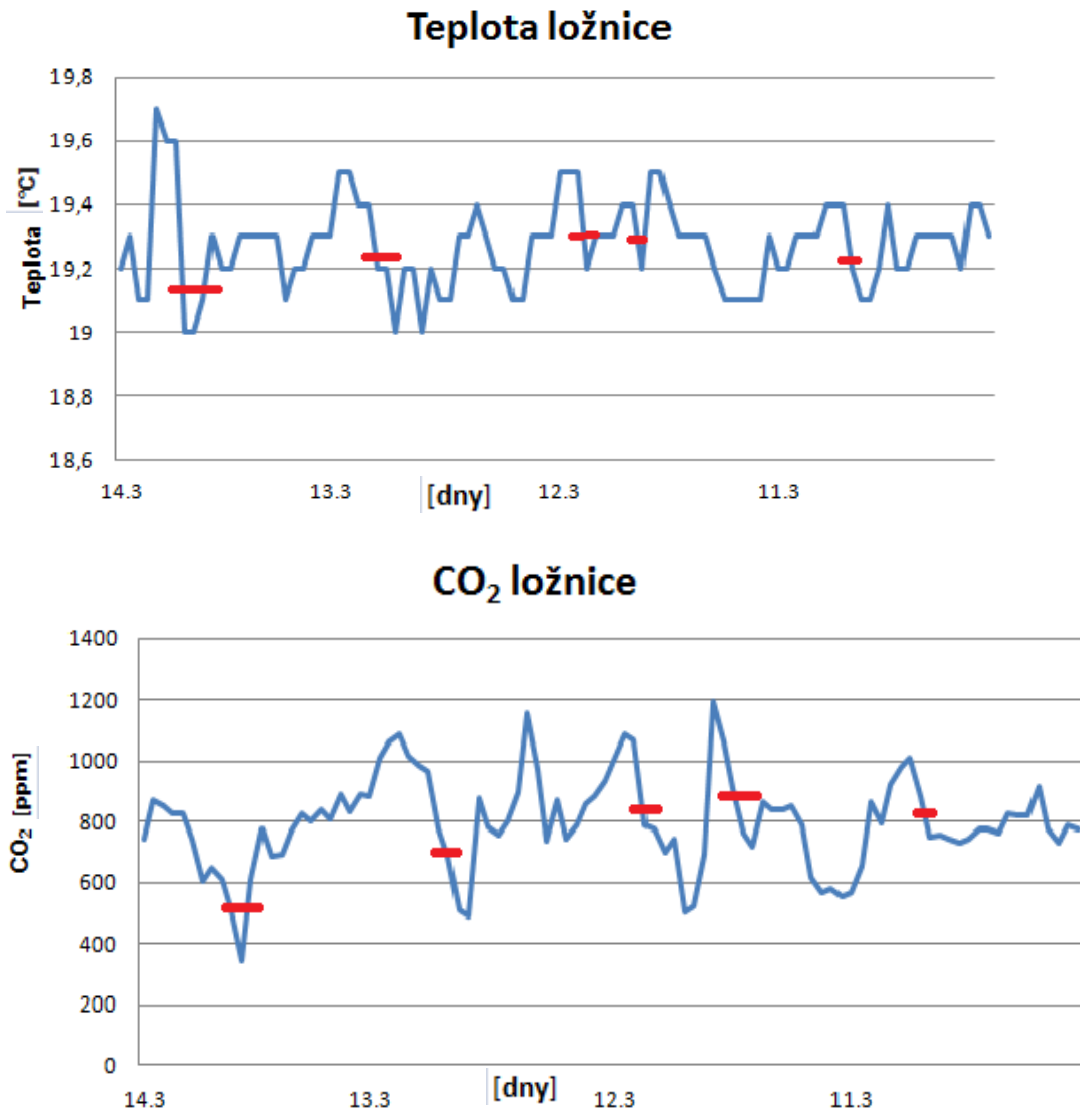 Teplota ložnice
19,8
19,6
19,4
19,2
19
18,8
18,6
Teplota [°C]
14.3 13.3 [dny] 12.3 11.3
CO₂ ložnice
1400
1200
1000
800
600
400
200
0
CO₂ [ppm]
[dny]
14.3 13.3 12.3 11.3